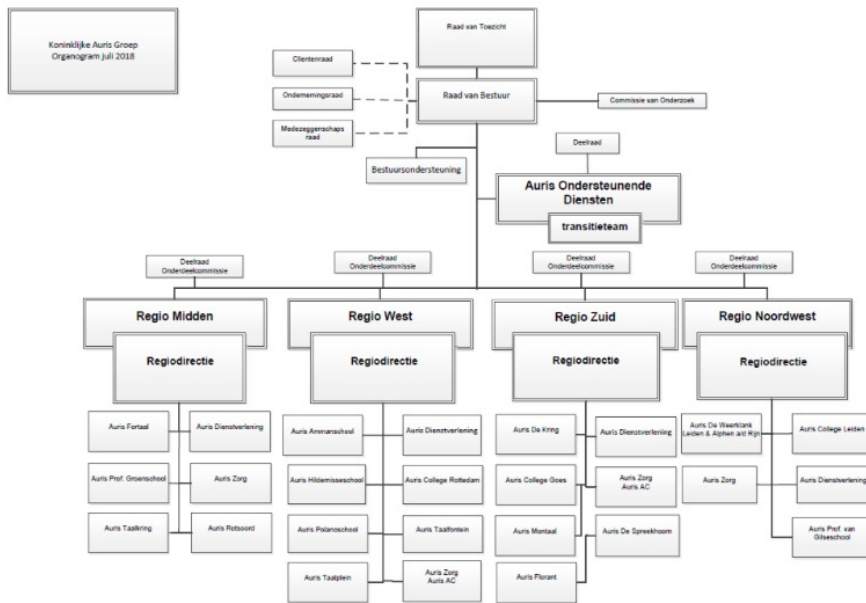 Koninklijke Auris Groep
Organogram juli 2018
Raad van Toezicht
Cliëntenraad
Ondernemingsraad
Medezeggenschaps
raad
Raad van Bestuur
Commissie van Onderzoek
Bestuursondersteuning
Deelraad
Auris Ondersteunende
Diensten
transitieteam
Deelraad
Onderdeelcommissie
Deelraad
Onderdeelcommissie
Deelraad
Onderdeelcommissie
Deelraad
Onderdeelcommissie
Regio Midden
Regiodirectie
Auris Fortaal
Auris Dienstverlening
Auris Prof. Groenschool
Auris Zorg
Auris Taalkring
Auris Rotsoord
Regio West
Regiodirectie
Auris Ammanschool
Auris Dienstverlening
Auris Hildernisseschool
Auris College Rotterdam
Auris Polanoschool
Auris Taalfontein
Auris Taalplein
Auris Zorg
Auris AC
Regio Zuid
Regiodirectie
Auris De Kring
Auris Dienstverlening
Auris College Goes
Auris Zorg
Auris AC
Auris Montaal
Auris De Spreekhoorn
Auris Florant
Regio Noordwest
Regiodirectie
Auris De Weerklank
Leiden & Alphen a/d Rijn
Auris College Leiden
Auris Zorg
Auris Dienstverlening
Auris Prof. van
Gilseschool